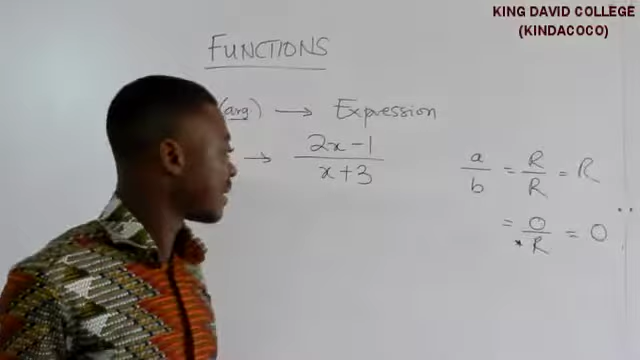 KING DAVID COLLEGE
(KINDACOCO)
FUNCTIONS
(arg) → Expression
→ 2x-1
x+3
a/b = R/R = R
= 0/R = 0